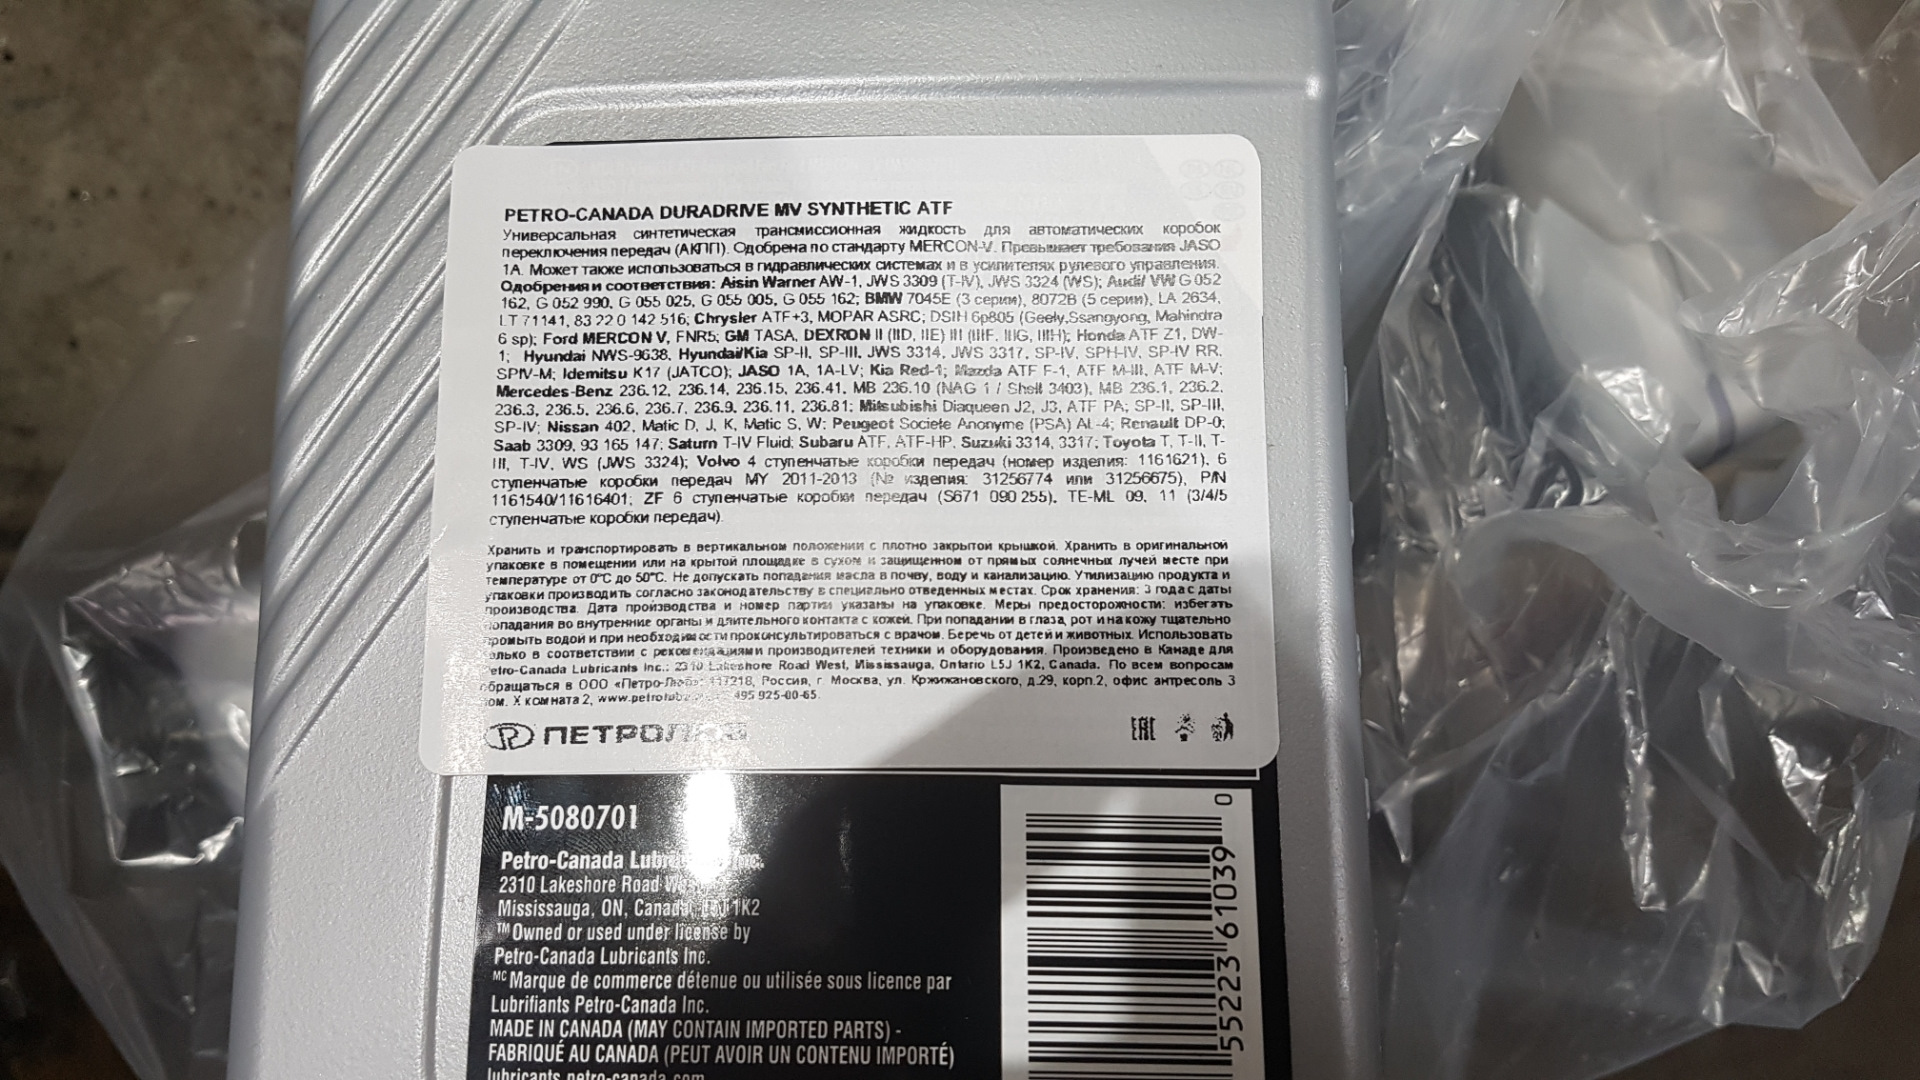 PETRO-CANADA DURADRIVE MV SYNTHETIC ATF
Универсальная синтетическая трансмиссионная жидкость для автоматических коробок
переключения передач (АКПП). Одобрена по стандарту MERCON-V. Превышает требования JASO
1A. Может также использоваться в гидравлических системах и в усилителях рулевого управления.
Одобрения и соответствия: Aisin Warner AW-1, JWS 3309 (T-IV), JWS 3324 (WS); Audi/ VW G 052
162, G 052 990, G 055 025, G 055 005, G 055 162; BMW 7045E (3 серии), 8072B (5 серии), LA 2634,
LT 71141, 83 22 0 142 516; Chrysler ATF+3, MOPAR ASRC; DSIH 6p805 (Geely,Ssangyong, Mahindra
6 sp); Ford MERCON V, FNR5; GM TASA, DEXRON II (IID, IIE) III (IIIF, IIIG, IIIH); Honda ATF Z1, DW-
1; Hyundai NWS-9638, Hyundai/Kia SP-II, SP-III, JWS 3314, JWS 3317, SP-IV, SPH-IV, SP-IV RR,
SPIV-M; Idemitsu K17 (JATCO); JASO 1A, 1A-LV; Kia Red-1; Mazda ATF F-1, ATF M-III, ATF M-V;
Mercedes-Benz 236.12, 236.14, 236.15, 236.41, MB 236.10 (NAG 1 / Shell 3403), MB 236.1, 236.2,
236.3, 236.5, 236.6, 236.7, 236.9, 236.11, 236.81; Mitsubishi Diaqueen J2, J3, ATF PA; SP-II, SP-III,
SP-IV; Nissan 402, Matic D, J, K, Matic S, W; Peugeot Societe Anonyme (PSA) AL-4; Renault DP-0;
Saab 3309, 93 165 147; Saturn T-IV Fluid; Subaru ATF, ATF-HP, Suzuki 3314, 3317; Toyota T, T-II, T-
III, T-IV, WS (JWS 3324); Volvo 4 ступенчатые коробки передач (номер изделия: 1161621), 6
ступенчатые коробки передач MY 2011-2013 (№ изделия: 31256774 или 31256675), P/N
1161540/11616401; ZF 6 ступенчатые коробки передач (S671 090 255), TE-ML 09, 11 (3/4/5
ступенчатые коробки передач).
Хранить и транспортировать в вертикальном положении с плотно закрытой крышкой. Хранить в оригинальной
упаковке в помещении или на крытой площадке в сухом и защищенном от прямых солнечных лучей месте при
температуре от 0°C до 50°C. Не допускать попадания масла в почву, воду и канализацию. Утилизацию продукта и
упаковки производить согласно законодательству в специально отведенных местах. Срок хранения: 3 года с даты
производства. Дата производства и номер партии указаны на упаковке. Меры предосторожности: избегать
попадания во внутренние органы и длительного контакта с кожей. При попадании в глаза, рот и на кожу тщательно
промыть водой и при необходимости проконсультироваться с врачом. Беречь от детей и животных. Использовать
олько в соответствии с рекомендациями производителей техники и оборудования. Произведено в Канаде для
etro-Canada Lubricants Inc.: 2310 Lakeshore Road West, Mississauga, Ontario L5J 1K2, Canada. По всем вопросам
обращаться в ООО «Петро-Люб» 117218, Россия, г. Москва, ул. Кржижановского, д.29, корп.2, офис антресоль 3
ом. X комната 2, 495 925-00-65.
ПЕТРОЛЮБ
EAC
M-5080701
Petro-Canada Lubricants Inc.
2310 Lakeshore Road West
Mississauga, ON, Canada L5J 1K2
™Owned or used under license by
Petro-Canada Lubricants Inc.
MC Marque de commerce détenue ou utilisée sous licence par
Lubrifiants Petro-Canada Inc.
MADE IN CANADA (MAY CONTAIN IMPORTED PARTS) -
FABRIQUÉ AU CANADA (PEUT AVOIR UN CONTENU IMPORTÉ)
lubricants.petro-canada.com
55223 61039 0